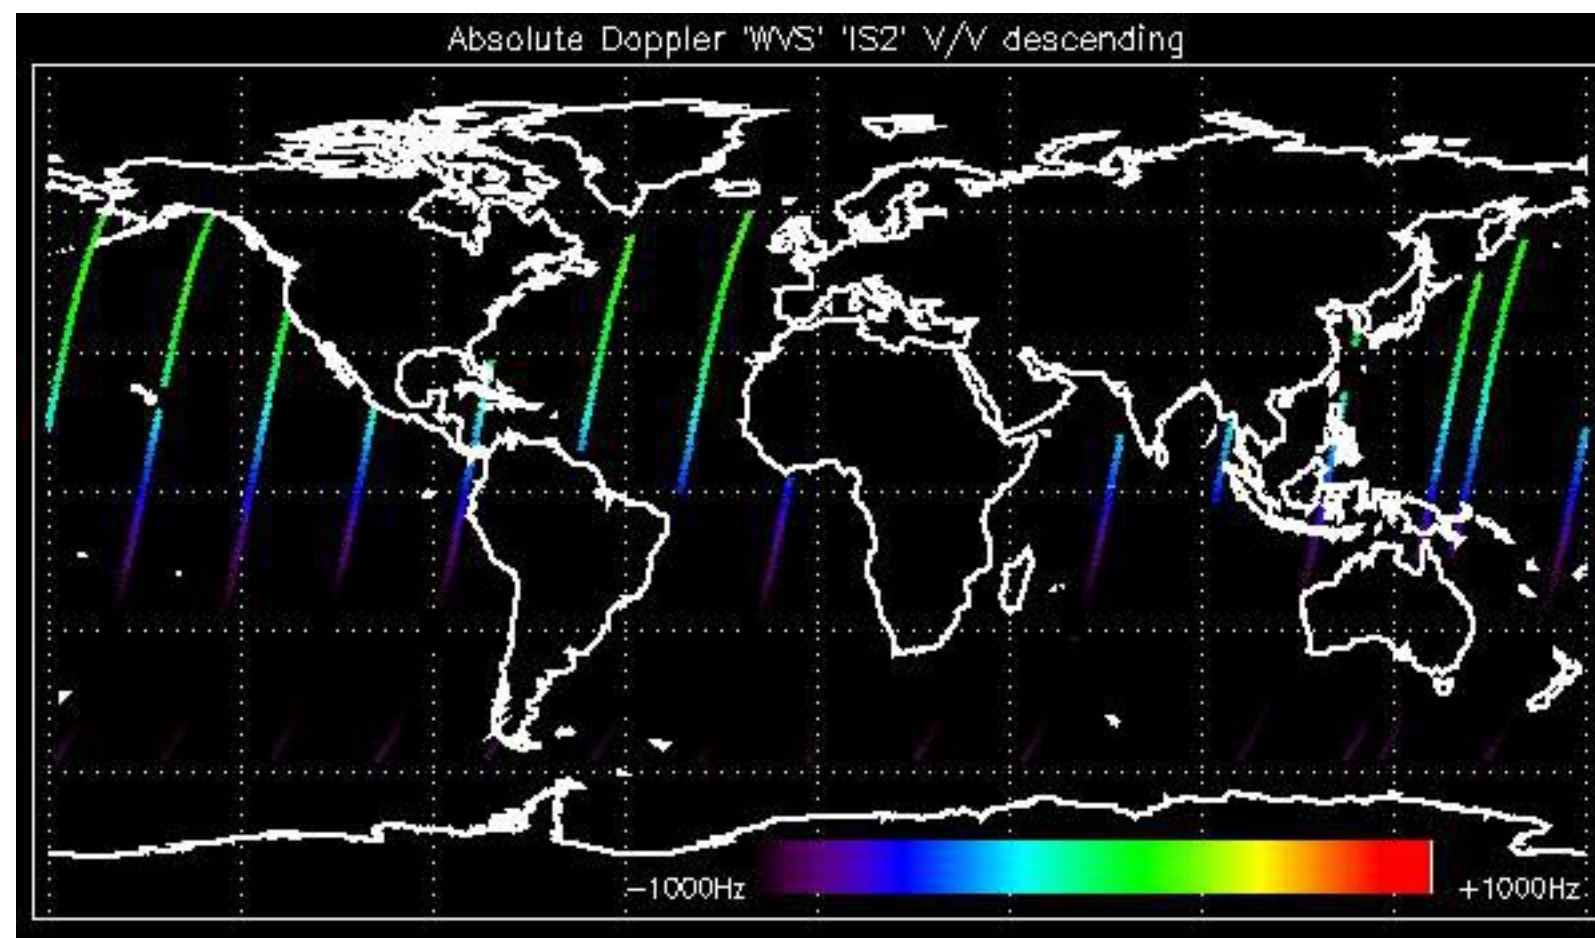 Absolute Doppler 'WVS' 'IS2' V/V descending
−1000Hz
+1000Hz